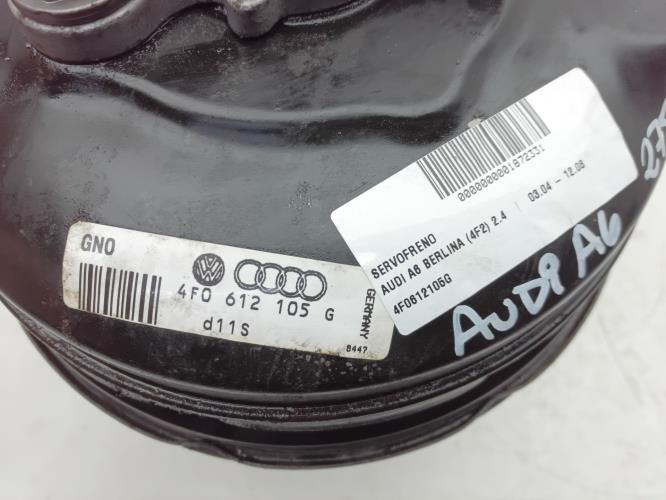 GNO
4F0 612 105 G
d11S
GERMANY
8447
0000000001872331
SERVOFRENO
AUDI A6 BERLINA (4F2) 2.4 | 03.04 - 12.08
4F0612105G
AUDI A6